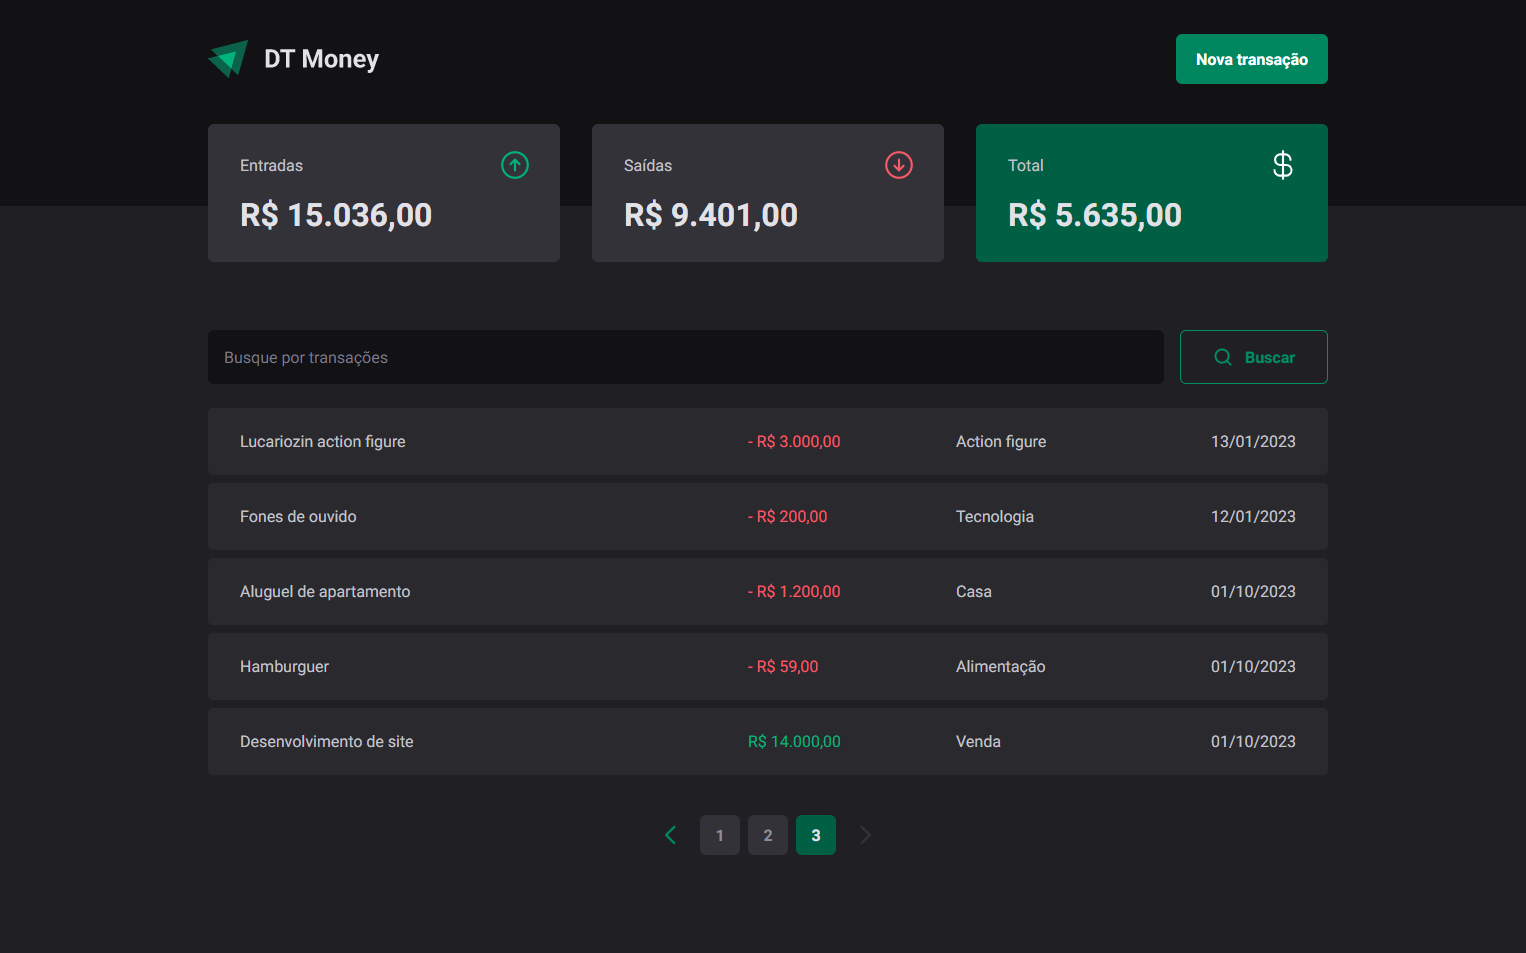 DT Money
Nova transação
Entradas
R$ 15.036,00
Saídas
R$ 9.401,00
Total
R$ 5.635,00
Busque por transações
Buscar
Lucariozin action figure - R$ 3.000,00 Action figure 13/01/2023
Fones de ouvido - R$ 200,00 Tecnologia 12/01/2023
Aluguel de apartamento - R$ 1.200,00 Casa 01/10/2023
Hamburguer - R$ 59,00 Alimentação 01/10/2023
Desenvolvimento de site R$ 14.000,00 Venda 01/10/2023
1 2 3